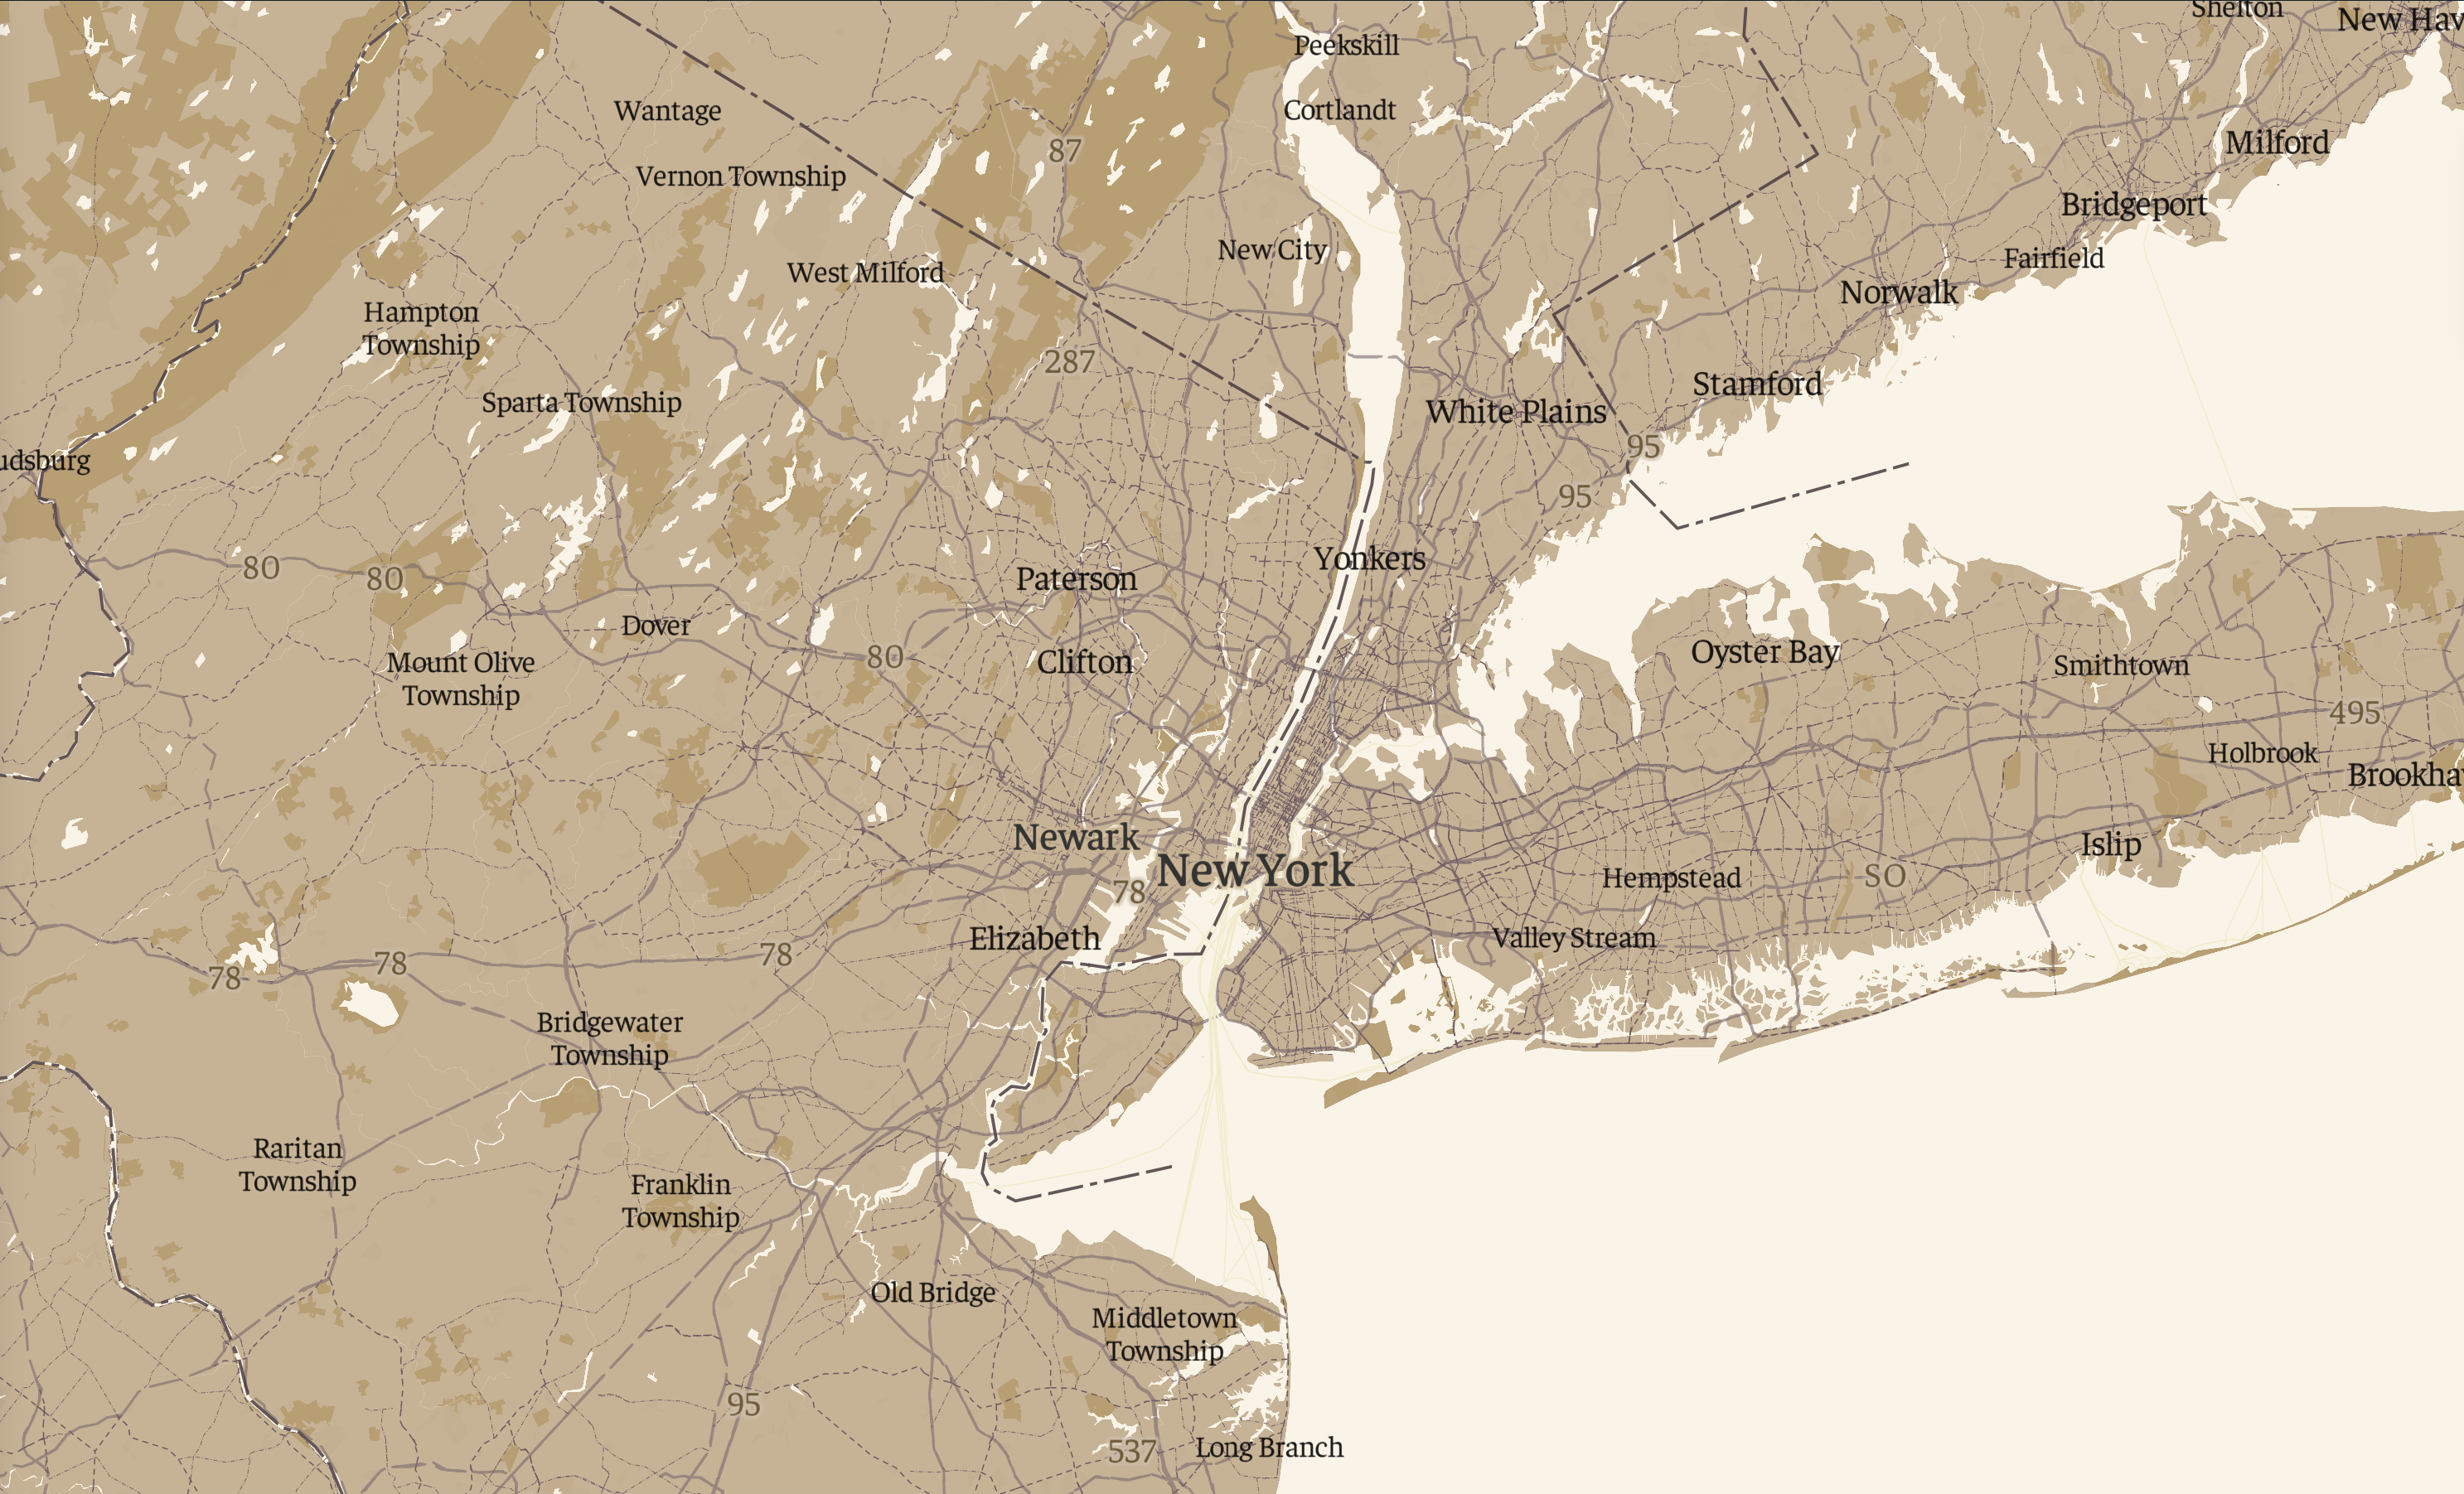 Shelton
New Hav
Peekskill
Wantage
Cortlandt
Milford
87
Vernon Township
Bridgeport
New City
Fairfield
West Milford
Norwalk
Hampton
Township
287
Stamford
Sparta Township
White Plains
95
udsburg
95
Yonkers
80
80
Paterson
Dover
Oyster Bay
80
Clifton
Mount Olive
Township
Smithtown
495
Holbrook
Brookhav
Newark
Islip
New York
78
Hempstead
SO
Elizabeth
Valley Stream
78
78
78
Bridgewater
Township
Raritan
Township
Franklin
Township
Old Bridge
Middletown
Township
95
537
Long Branch